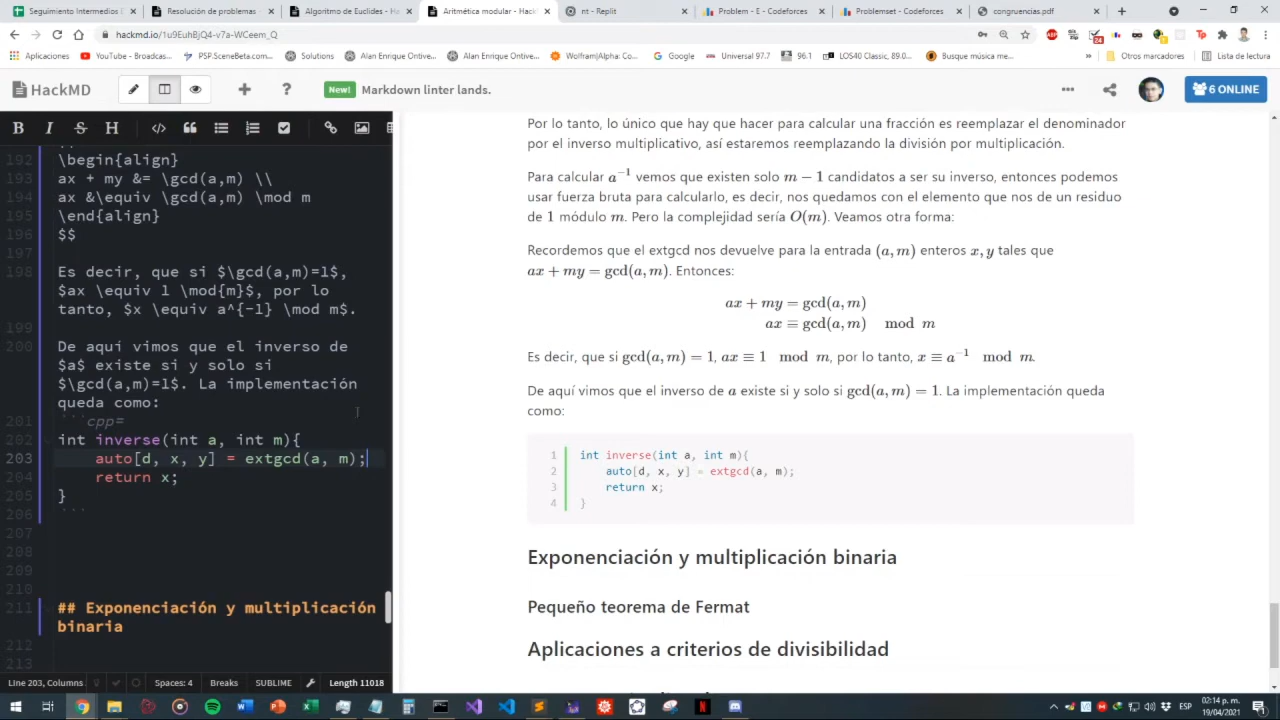 Seguimiento Intermedios
Resolución de problemas
Algoritmo de Euclides - Ha
Aritmética modular - Hack
nt - Replit
Problem - E - Codeforces
Problemset - Codeforces
congruencias.pdf
hackmd.io/1u9Euh8jQ4-v7a-WCeem_Q
24
Aplicaciones
YouTube - Broadcas...
PSP.SceneBeta.com...
Solutions
Alan Enrique Ontive...
Alan Enrique Ontive...
Wolfram|Alpha: Co...
Google
Universal 97.7
96.1
LOS40 Classic, 89.0...
Busque música me...
»
Otros marcadores
Lista de lectura
HackMD
New!
Markdown linter lands.
6 ONLINE
B I S H
192 \begin{align}
193 ax + my &= \gcd(a,m) \\
194 ax &\equiv \gcd(a,m) \mod m
195 \end{align}
196 $$
197
198 Es decir, que si $\gcd(a,m)=1$,
$ax \equiv 1 \mod{m}$, por lo
tanto, $x \equiv a^{-1} \mod m$.
199
200 De aquí vimos que el inverso de
$a$ existe si y solo si
$\gcd(a,m)=1$. La implementación
queda como:
201 ```cpp=
202 int inverse(int a, int m){
203 auto[d, x, y] = extgcd(a, m);
204 return x;
205 }
206 ```
207
208
209
210
211 ## Exponenciación y multiplicación
binaria
212
213
Line 203, Columns
Spaces: 4
Breaks
SUBLIME
Length 11018
Por lo tanto, lo único que hay que hacer para calcular una fracción es reemplazar el denominador
por el inverso multiplicativo, así estaremos reemplazando la división por multiplicación.
Para calcular a⁻¹ vemos que existen solo m − 1 candidatos a ser su inverso, entonces podemos
usar fuerza bruta para calcularlo, es decir, nos quedamos con el elemento que nos de un residuo
de 1 módulo m. Pero la complejidad sería O(m). Veamos otra forma:
Recordemos que el extgcd nos devuelve para la entrada (a, m) enteros x, y tales que
ax + my = gcd(a, m). Entonces:
ax + my = gcd(a, m)
ax ≡ gcd(a, m) mod m
Es decir, que si gcd(a, m) = 1, ax ≡ 1 mod m, por lo tanto, x ≡ a⁻¹ mod m.
De aquí vimos que el inverso de a existe si y solo si gcd(a, m) = 1. La implementación queda
como:
1 int inverse(int a, int m){
2 auto[d, x, y] = extgcd(a, m);
3 return x;
4 }
Exponenciación y multiplicación binaria
Pequeño teorema de Fermat
Aplicaciones a criterios de divisibilidad
ESP
02:14 p. m.
19/04/2021